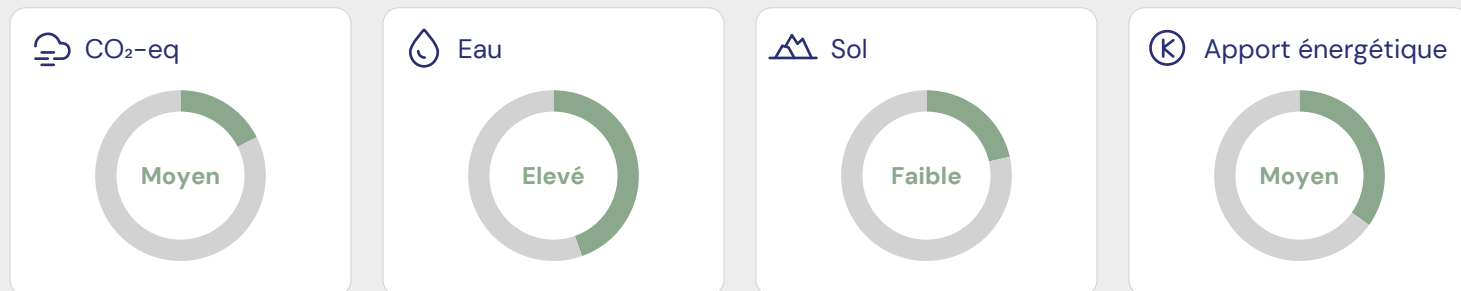 CO₂-eq
Moyen
Eau
Elevé
Sol
Faible
Apport énergétique
Moyen